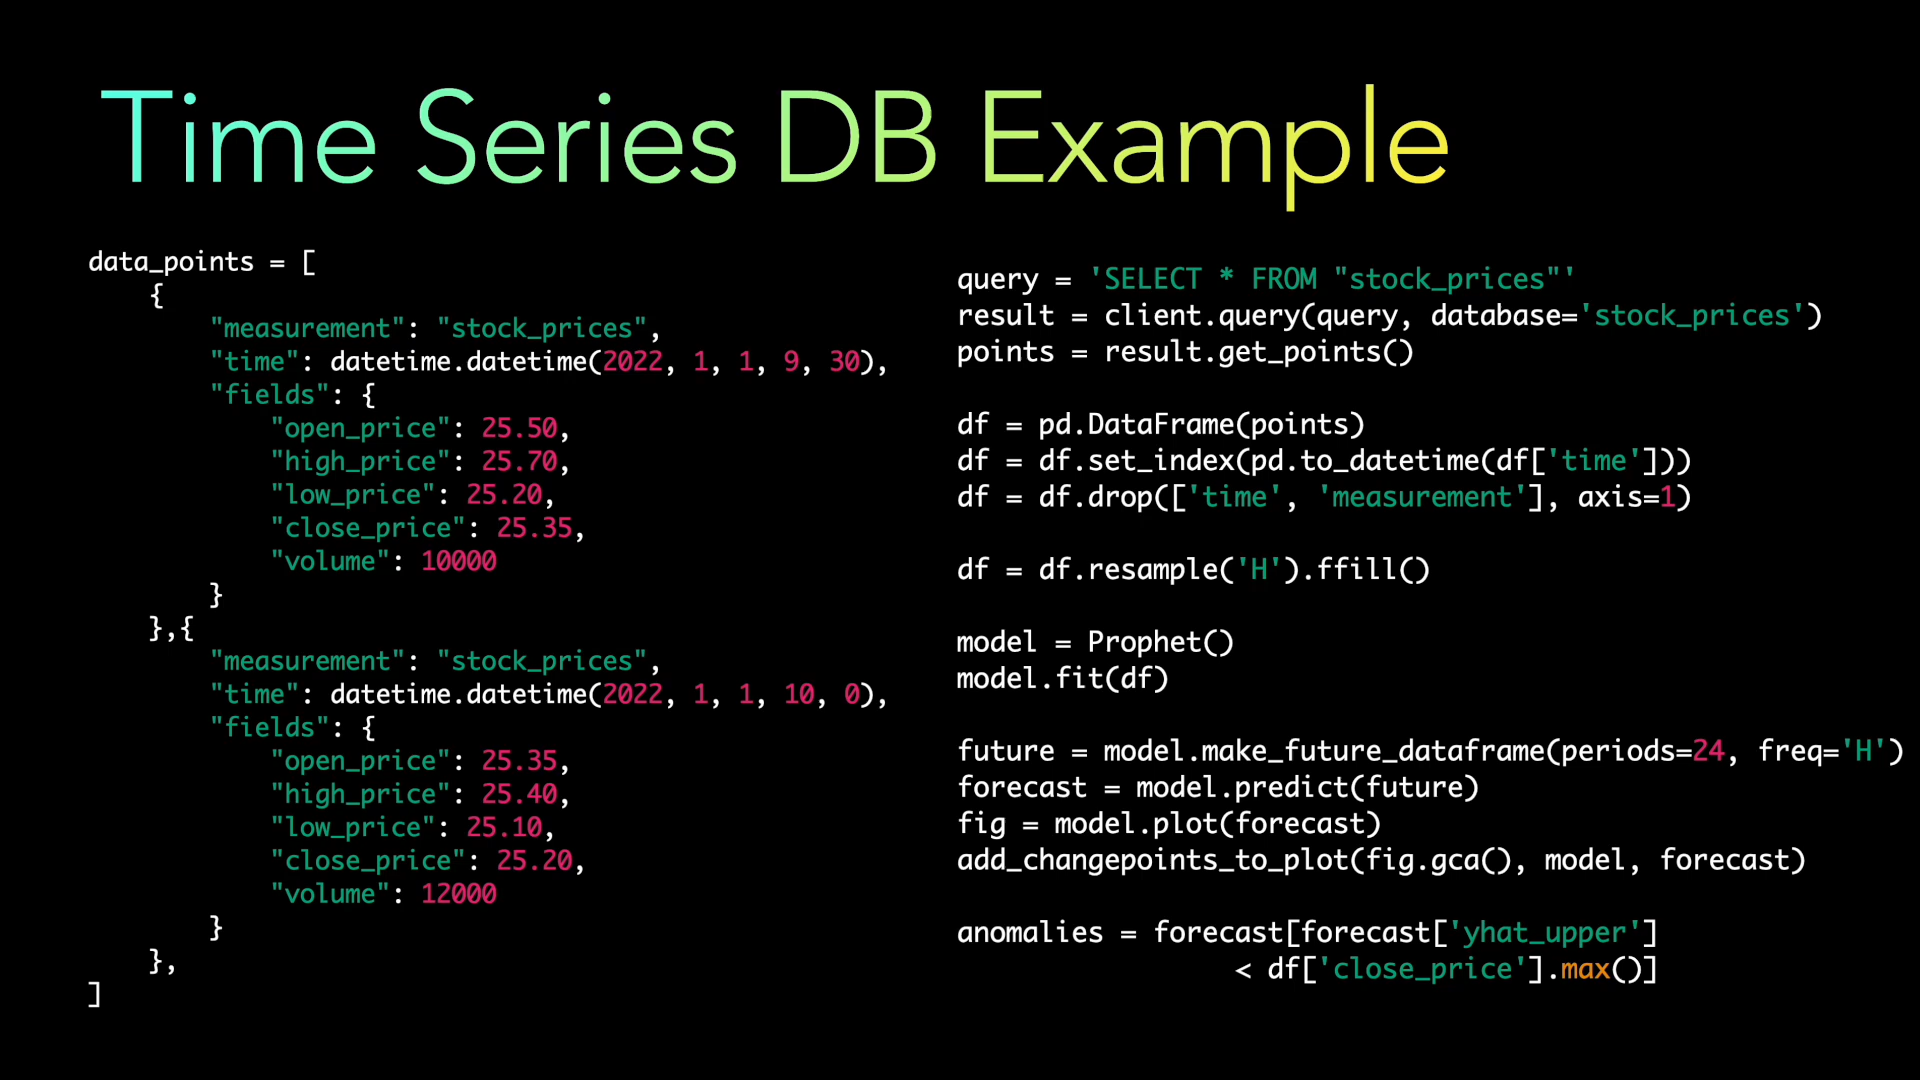 Time Series DB Example
data_points = [
    {
        "measurement": "stock_prices",
        "time": datetime.datetime(2022, 1, 1, 9, 30),
        "fields": {
            "open_price": 25.50,
            "high_price": 25.70,
            "low_price": 25.20,
            "close_price": 25.35,
            "volume": 10000
        }
    },{
        "measurement": "stock_prices",
        "time": datetime.datetime(2022, 1, 1, 10, 0),
        "fields": {
            "open_price": 25.35,
            "high_price": 25.40,
            "low_price": 25.10,
            "close_price": 25.20,
            "volume": 12000
        }
    },
]
query = 'SELECT * FROM "stock_prices"'
result = client.query(query, database='stock_prices')
points = result.get_points()
df = pd.DataFrame(points)
df = df.set_index(pd.to_datetime(df['time']))
df = df.drop(['time', 'measurement'], axis=1)
df = df.resample('H').ffill()
model = Prophet()
model.fit(df)
future = model.make_future_dataframe(periods=24, freq='H')
forecast = model.predict(future)
fig = model.plot(forecast)
add_changepoints_to_plot(fig.gca(), model, forecast)
anomalies = forecast[forecast['yhat_upper']
                 < df['close_price'].max()]